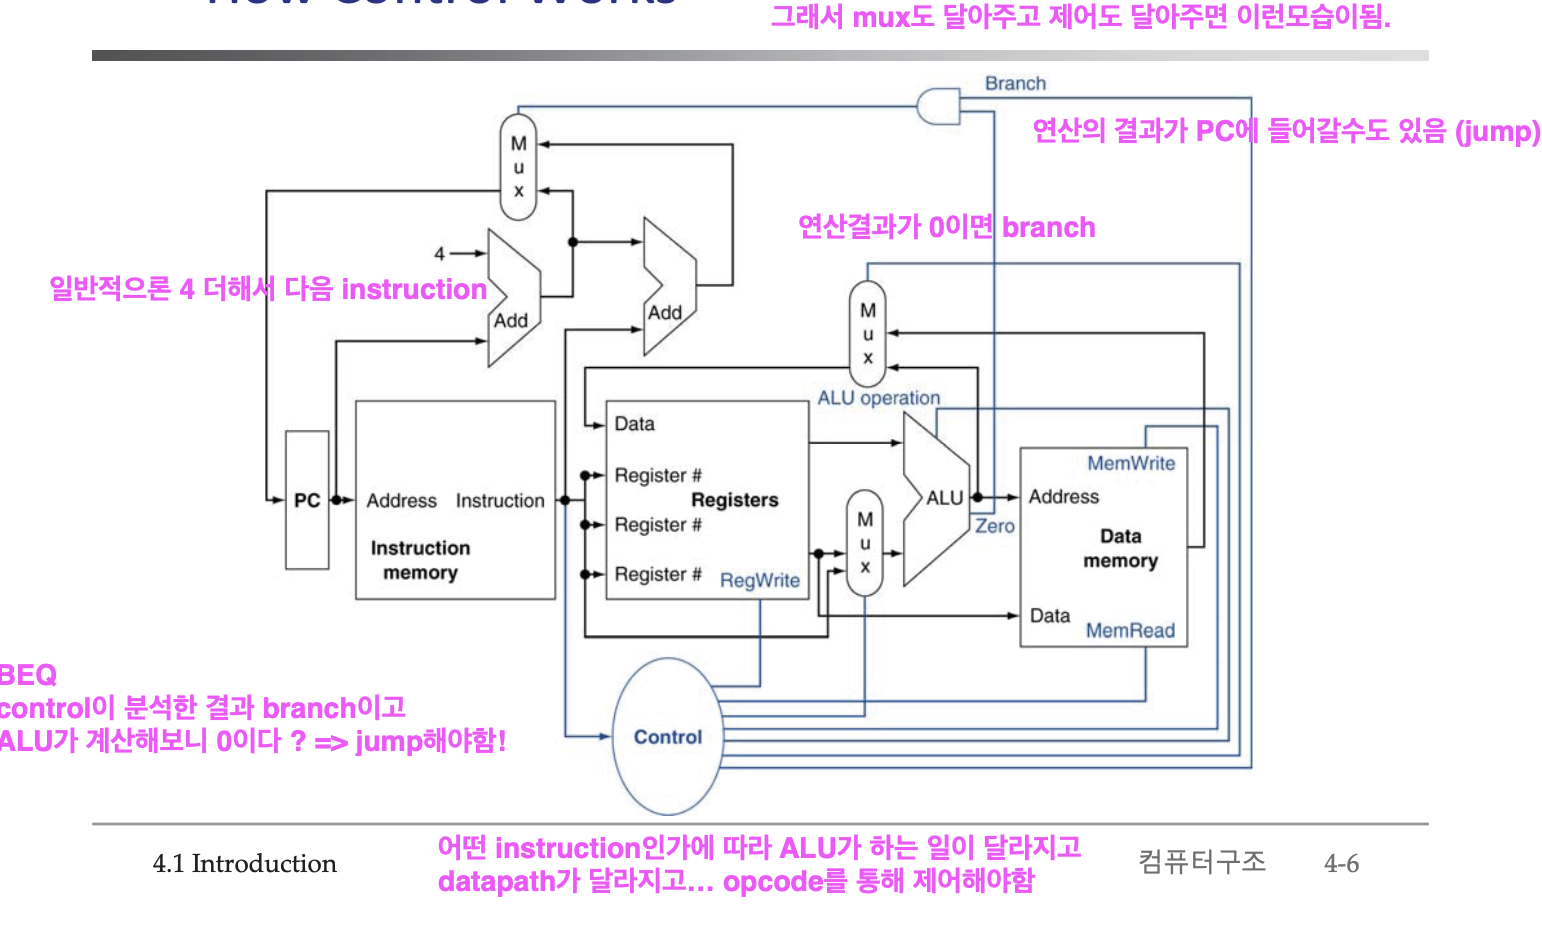 How Control Works
그래서 mux도 달아주고 제어도 달아주면 이런모습이됨.
Branch
연산의 결과가 PC에 들어갈수도 있음 (jump)
M
u
x
연산결과가 0이면 branch
4
일반적으론 4 더해서 다음 instruction
Add
Add
M
u
x
ALU operation
Data
MemWrite
Register #
PC
Address
Instruction
Registers
ALU
Address
M
u
x
Zero
Register #
Data
memory
Instruction
memory
Register #
RegWrite
Data
MemRead
BEQ
control이 분석한 결과 branch이고
ALU가 계산해보니 0이다 ? => jump해야함!
Control
4.1 Introduction
어떤 instruction인가에 따라 ALU가 하는 일이 달라지고
datapath가 달라지고... opcode를 통해 제어해야함
컴퓨터구조
4-6